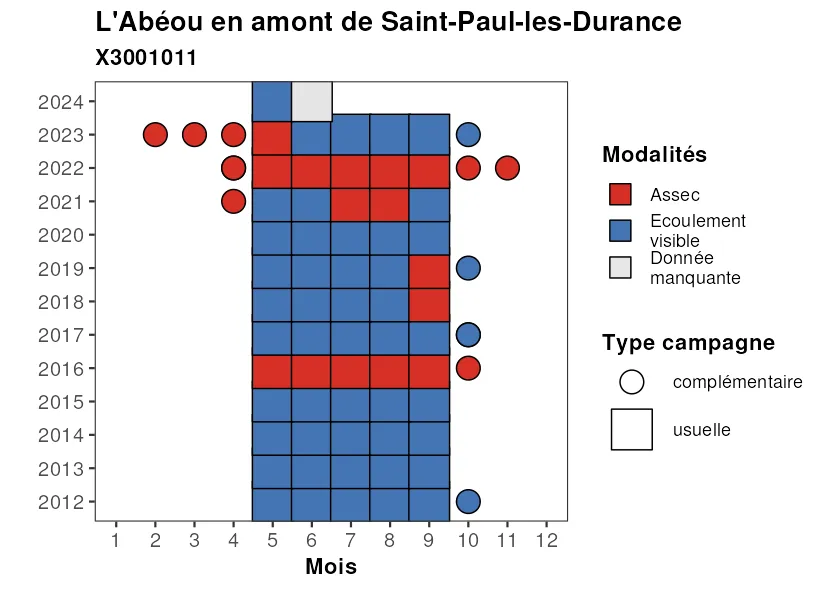 L'Abéou en amont de Saint-Paul-les-Durance
X3001011
2024
2023
2022
2021
2020
2019
2018
2017
2016
2015
2014
2013
2012
1 2 3 4 5 6 7 8 9 10 11 12
Mois
Modalités
Assec
Ecoulement
visible
Donnée
manquante
Type campagne
complémentaire
usuelle